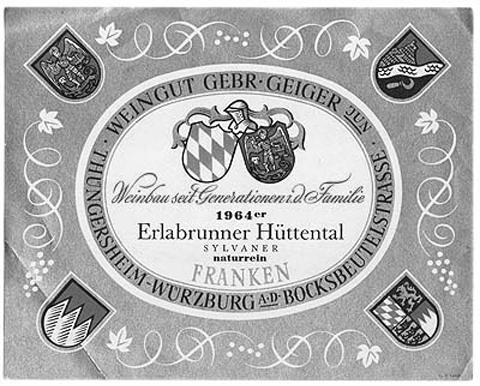 WEINGUT GEBR· GEIGER JUN.
THÜNGERSHEIM-WÜRZBURG A·D· BOCKSBEUTELSTRASSE·
Weinbau seit Generationen i.d. Familie
1964er
Erlabrunner Hüttental
SYLVANER
naturrein
FRANKEN